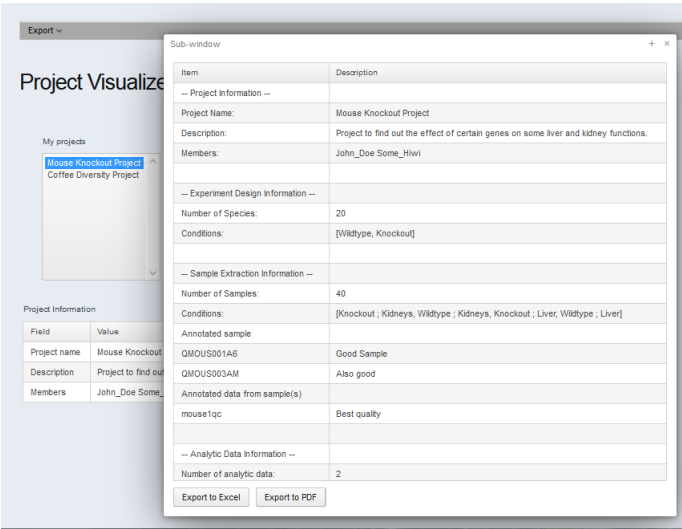 Export
Project Visualize
My projects
Mouse Knockout Project
Coffee Diversity Project
Project Information
Field Value
Project name Mouse Knockout
Description Project to find out
Members John_Doe Some_
Sub-window + ×
Item Description
-- Project Information --
Project Name: Mouse Knockout Project
Description: Project to find out the effect of certain genes on some liver and kidney functions.
Members: John_Doe Some_Hiwi
-- Experiment Design Information --
Number of Species: 20
Conditions: [Wildtype, Knockout]
-- Sample Extraction Information --
Number of Samples: 40
Conditions: [Knockout ; Kidneys, Wildtype ; Kidneys, Knockout ; Liver, Wildtype ; Liver]
Annotated sample
QMOUS001A6 Good Sample
QMOUS003AM Also good
Annotated data from sample(s)
mouse1qc Best quality
-- Analytic Data Information --
Number of analytic data: 2
Export to Excel Export to PDF